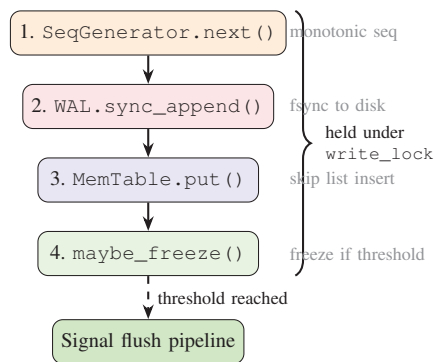 1. SeqGenerator.next() monotonic seq
2. WAL.sync_append() fsync to disk
held under
write_lock
3. MemTable.put() skip list insert
4. maybe_freeze() freeze if threshold
threshold reached
Signal flush pipeline